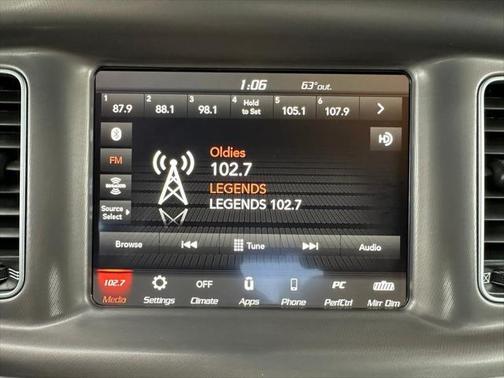 1:06 63°out.
1 2 3 4 5 6
87.9 88.1 98.1 Hold to Set 105.1 107.9
HD
FM
Oldies
102.7
LEGENDS
LEGENDS 102.7
SiriusXM
Source Select
Browse Tune Audio
102.7 OFF PC
Media Settings Climate Apps Phone PerfCtrl Mirr Dim